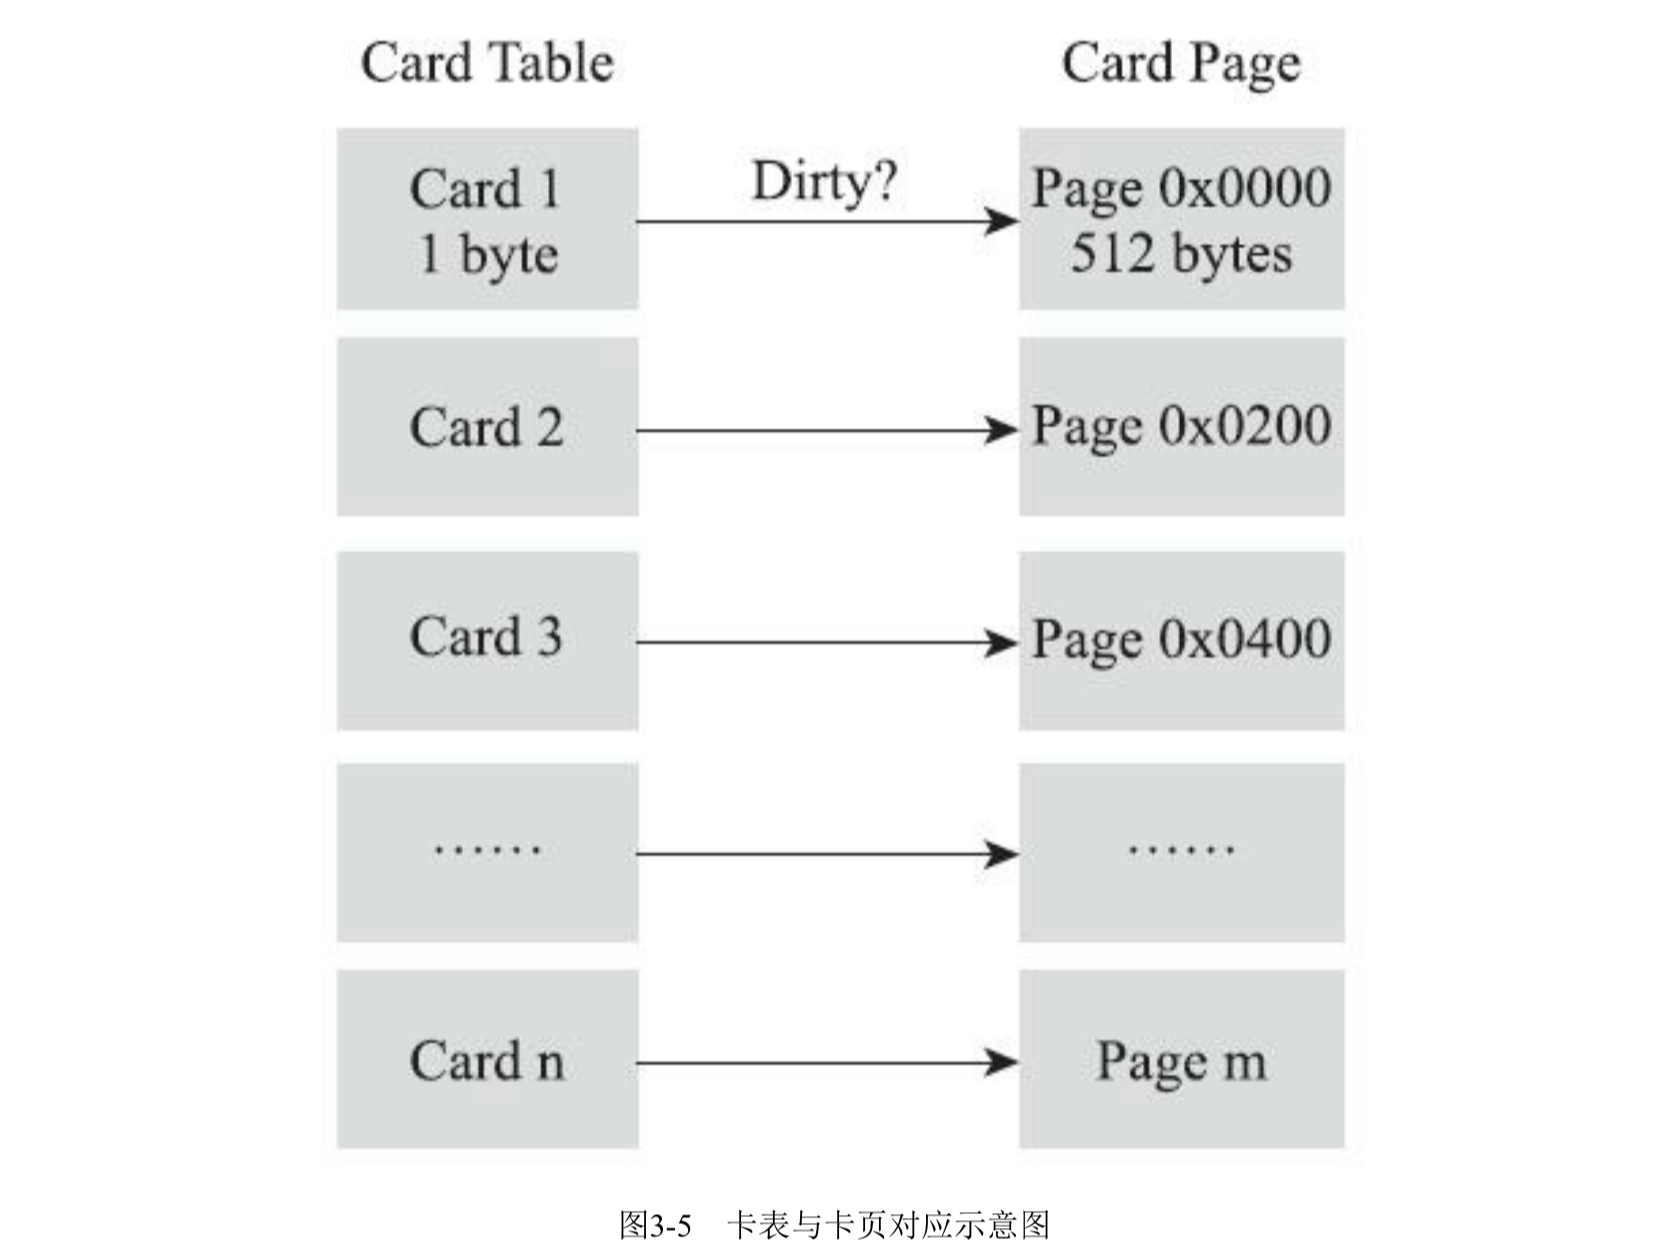 Card Table
Card Page
Card 1
1 byte
Dirty?
Page 0x0000
512 bytes
Card 2
Page 0x0200
Card 3
Page 0x0400
······
······
Card n
Page m
图3-5 卡表与卡页对应示意图